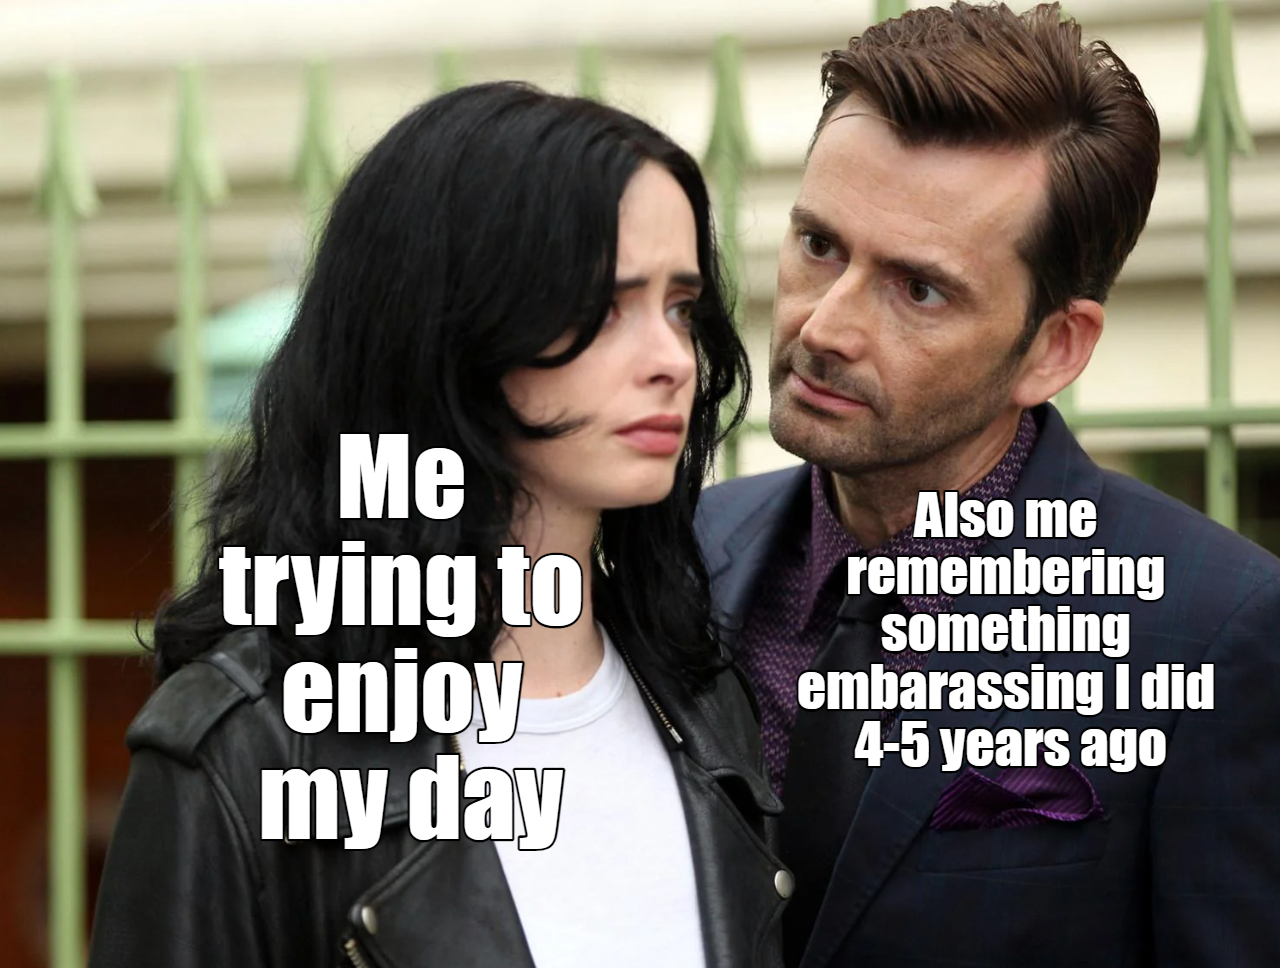 Me
trying to
enjoy
my day
Also me
remembering
something
embarassing I did
4-5 years ago